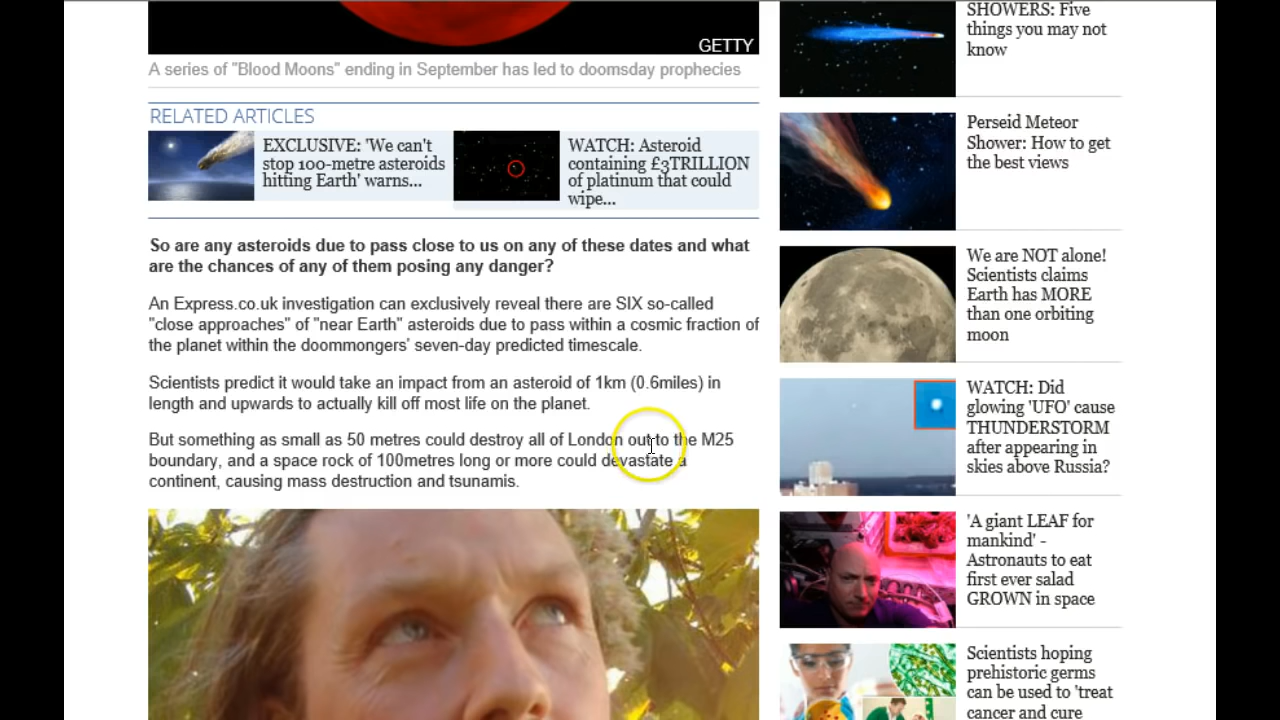 GETTY
A series of "Blood Moons" ending in September has led to doomsday prophecies
RELATED ARTICLES
EXCLUSIVE: 'We can't
stop 100-metre asteroids
hitting Earth' warns...
WATCH: Asteroid
containing £3TRILLION
of platinum that could
wipe...
So are any asteroids due to pass close to us on any of these dates and what
are the chances of any of them posing any danger?
An Express.co.uk investigation can exclusively reveal there are SIX so-called
"close approaches" of "near Earth" asteroids due to pass within a cosmic fraction of
the planet within the doommongers' seven-day predicted timescale.
Scientists predict it would take an impact from an asteroid of 1km (0.6miles) in
length and upwards to actually kill off most life on the planet.
But something as small as 50 metres could destroy all of London out to the M25
boundary, and a space rock of 100metres long or more could devastate a
continent, causing mass destruction and tsunamis.
SHOWERS: Five
things you may not
know
Perseid Meteor
Shower: How to get
the best views
We are NOT alone!
Scientists claims
Earth has MORE
than one orbiting
moon
WATCH: Did
glowing 'UFO' cause
THUNDERSTORM
after appearing in
skies above Russia?
'A giant LEAF for
mankind' -
Astronauts to eat
first ever salad
GROWN in space
Scientists hoping
prehistoric germs
can be used to 'treat
cancer and cure